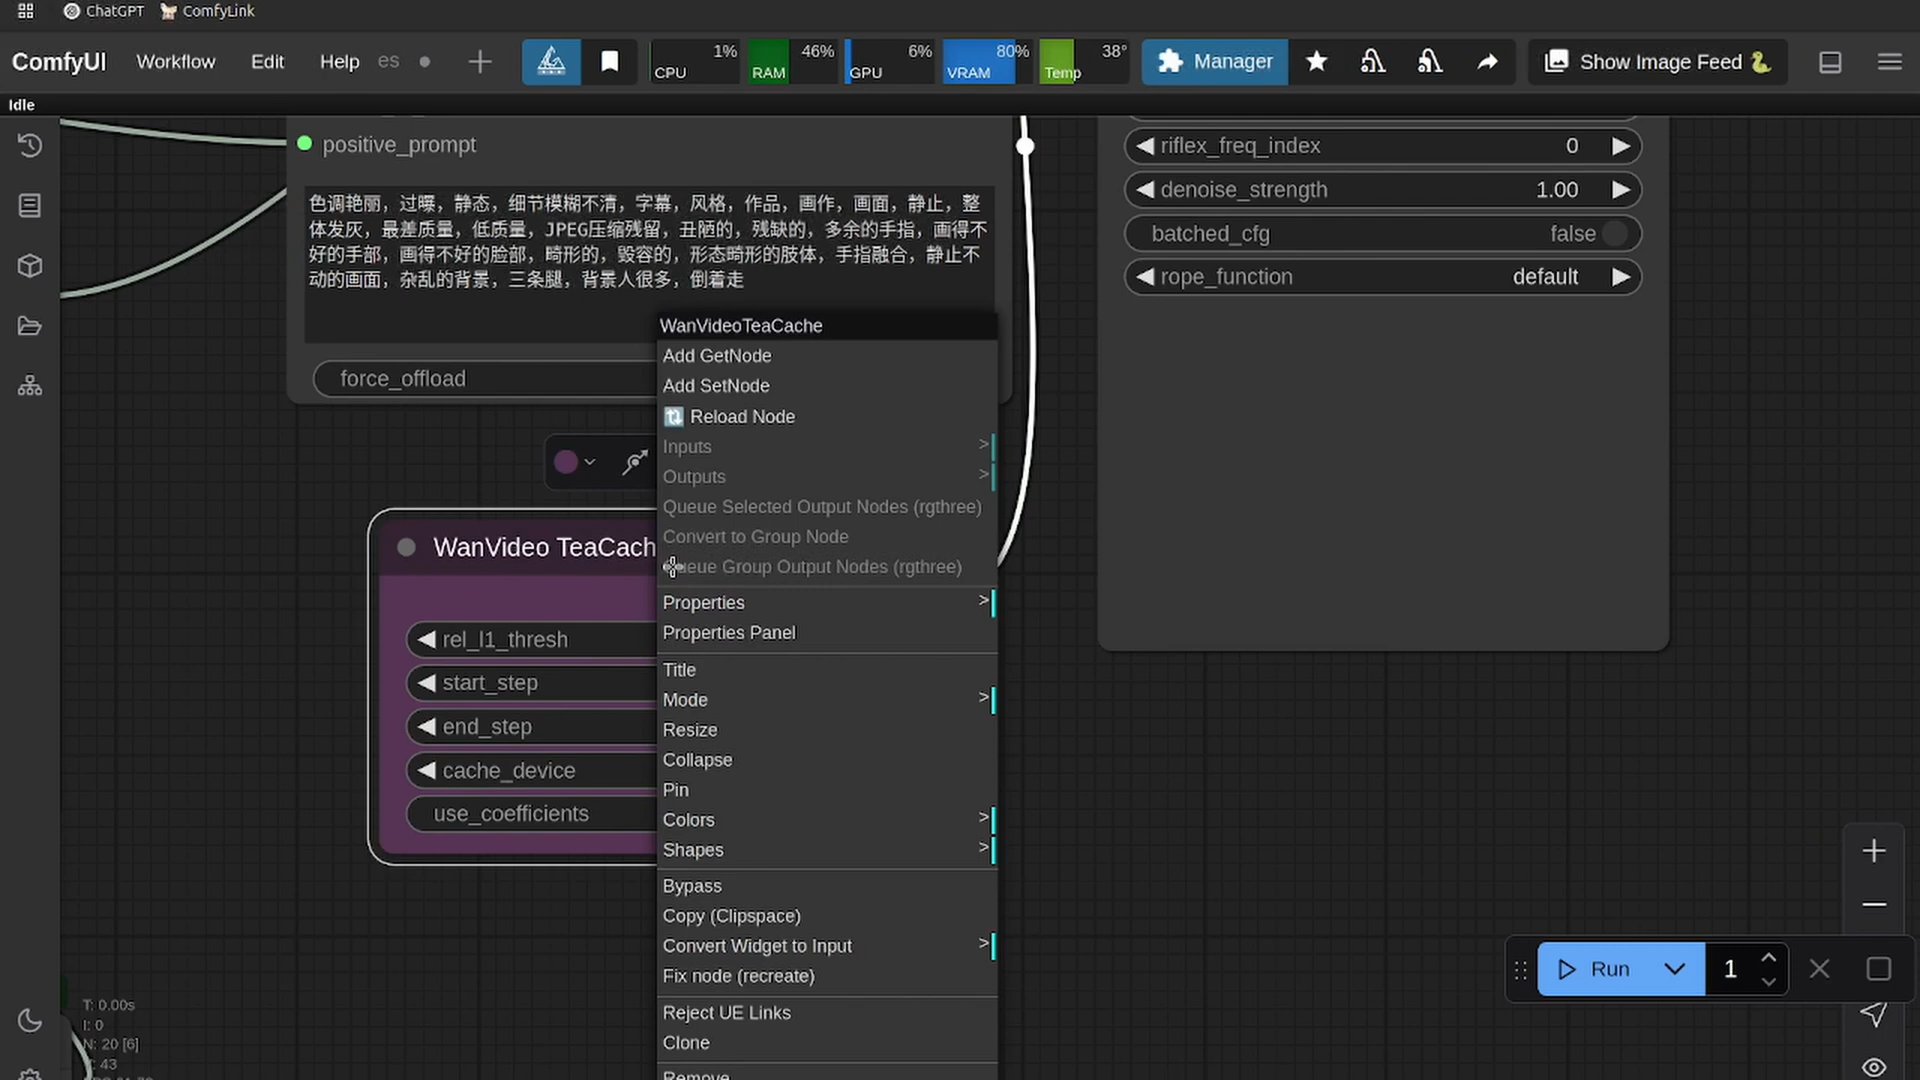 ChatGPT
ComfyLink
ComfyUI
Workflow
Edit
Help
es
CPU 1%
RAM 46%
GPU 6%
VRAM 80%
Temp 38°
Manager
Show Image Feed 🐍
Idle
positive_prompt
色调艳丽，过曝，静态，细节模糊不清，字幕，风格，作品，画作，画面，静止，整
体发灰，最差质量，低质量，JPEG压缩残留，丑陋的，残缺的，多余的手指，画得不
好的手部，画得不好的脸部，畸形的，毁容的，形态畸形的肢体，手指融合，静止不
动的画面，杂乱的背景，三条腿，背景人很多，倒着走
force_offload
riflex_freq_index 0
denoise_strength 1.00
batched_cfg false
rope_function default
WanVideo TeaCach
rel_l1_thresh
start_step
end_step
cache_device
use_coefficients
WanVideoTeaCache
Add GetNode
Add SetNode
Reload Node
Inputs >
Outputs >
Queue Selected Output Nodes (rgthree)
Convert to Group Node
Queue Group Output Nodes (rgthree)
Properties >
Properties Panel
Title
Mode >
Resize
Collapse
Pin
Colors >
Shapes >
Bypass
Copy (Clipspace)
Convert Widget to Input >
Fix node (recreate)
Reject UE Links
Clone
Remove
Run 1
T: 0.00s
I: 0
N: 20 [6]
: 43